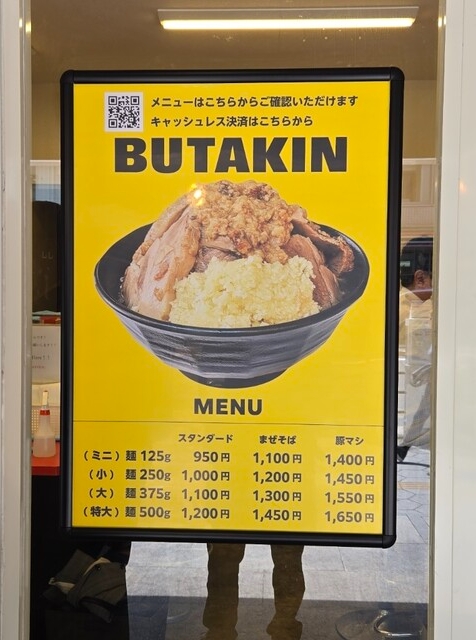 メニューはこちらからご確認いただけます
キャッシュレス決済はこちらから
BUTAKIN
MENU
スタンダード まぜそば 豚マシ
(ミニ) 麺 125g 950円 1,100円 1,400円
(小) 麺 250g 1,000円 1,200円 1,450円
(大) 麺 375g 1,100円 1,300円 1,550円
(特大) 麺 500g 1,200円 1,450円 1,650円